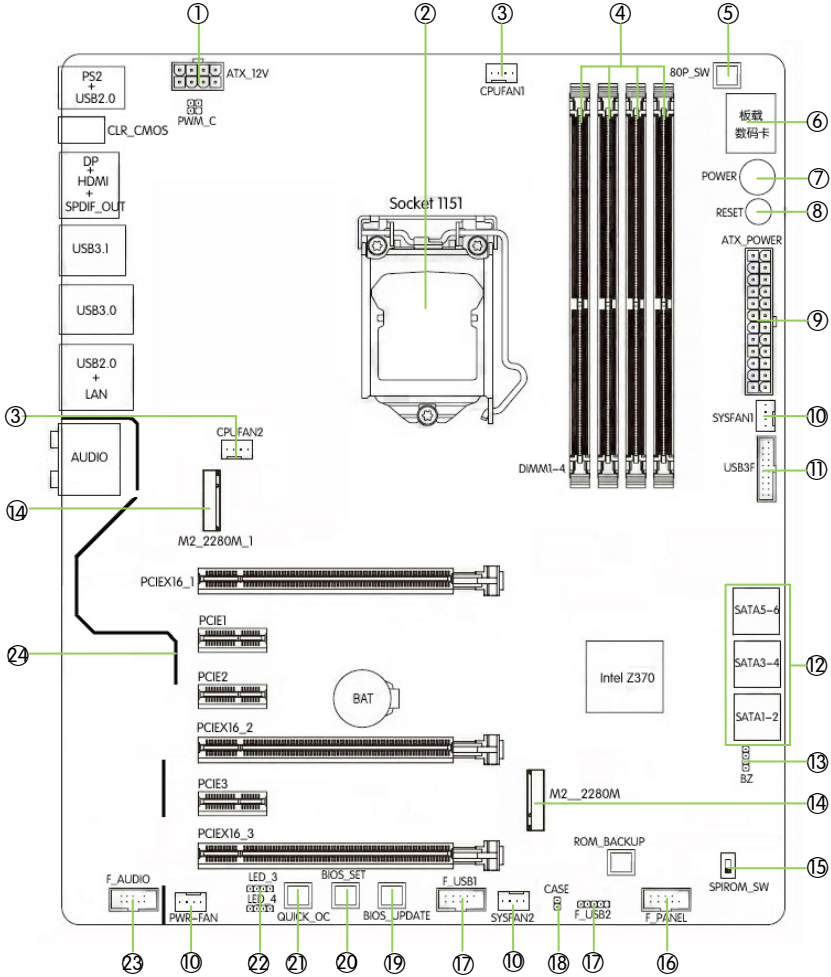 ① ② ③ ④ ⑤
PS2
+
USB2.0
ATX_12V
PWM_C
CPUFAN1
80P_SW
CLR_CMOS
板载
数码卡
⑥
DP
+
HDMI
+
SPDIF_OUT
POWER
⑦
Socket 1151
RESET
⑧
USB3.1
ATX_POWER
USB3.0
⑨
USB2.0
+
LAN
③
CPUFAN2
SYSFAN1
⑩
AUDIO
DIMM1-4
USB3F
⑪
⑭
M2_2280M_1
PCIEX16_1
PCIE1
SATA5-6
㉔
SATA3-4
⑫
PCIE2
BAT
Intel Z370
SATA1-2
PCIEX16_2
⑬
BZ
PCIE3
M2__2280M
⑭
PCIEX16_3
ROM_BACKUP
⑮
SPIROM_SW
F_AUDIO
PWR-FAN
LED_3
LED_4
QUICK_OC
BIOS_SET
BIOS_UPDATE
F_USB1
SYSFAN2
CASE
F_USB2
F_PANEL
㉓ ⑩ ㉒ ㉑ ⑳ ⑲ ⑰ ⑩ ⑱ ⑰ ⑯